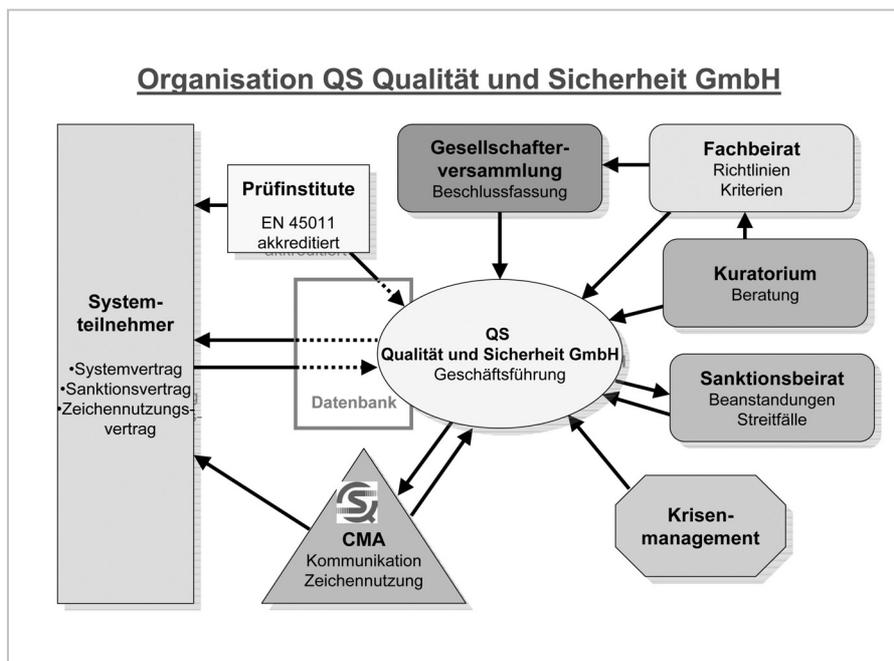 Organisation QS Qualität und Sicherheit GmbH
System-
teilnehmer
•Systemvertrag
•Sanktionsvertrag
•Zeichennutzungs-
vertrag
Prüfinstitute
EN 45011
akkreditiert
Gesellschafter-
versammlung
Beschlussfassung
Fachbeirat
Richtlinien
Kriterien
Kuratorium
Beratung
QS
Qualität und Sicherheit GmbH
Geschäftsführung
Datenbank
Sanktionsbeirat
Beanstandungen
Streitfälle
CMA
Kommunikation
Zeichennutzung
Krisen-
management